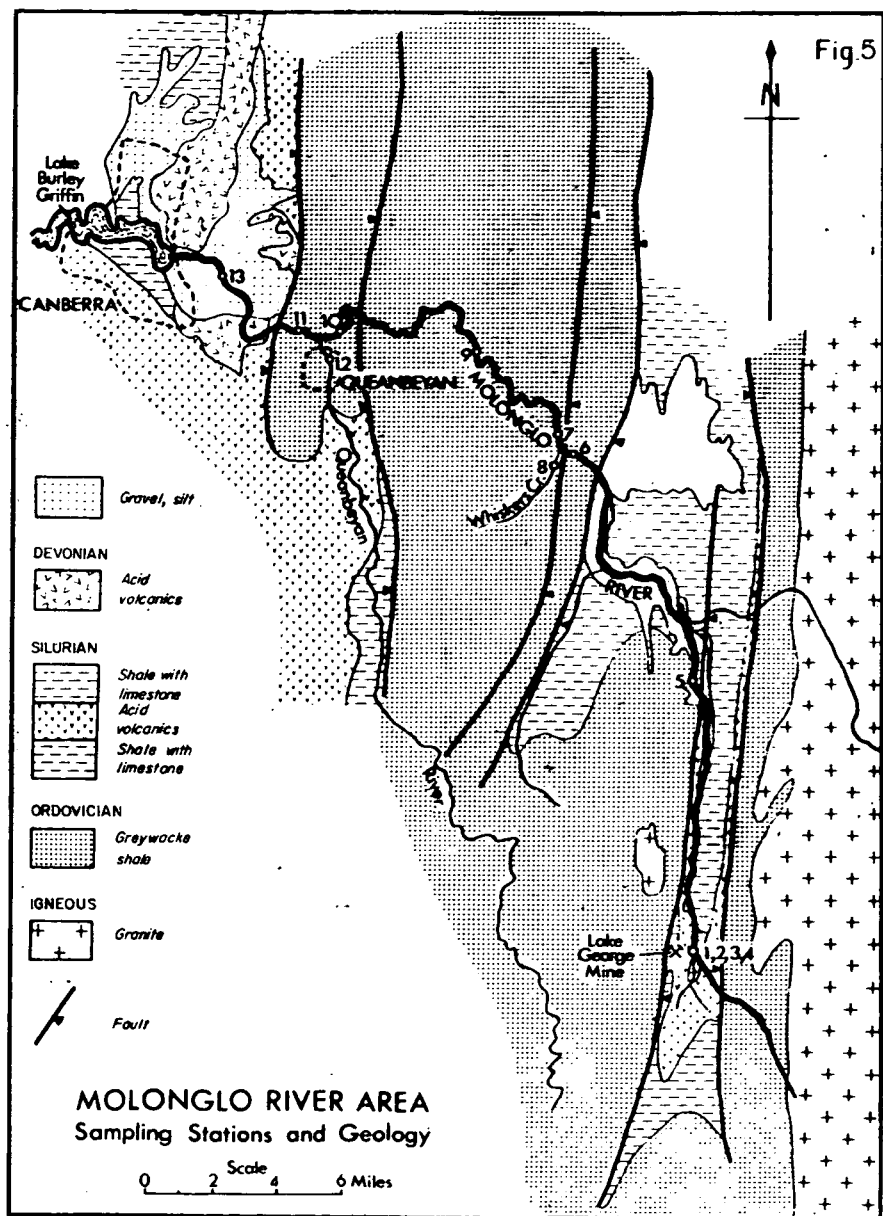 Fig.5
N
Lake
Burley
Griffin
CANBERRA
13
11
10
12
QUEANBEYAN
9
MOLONGLO
7
6
8
Whiskers Cr.
Queanbeyan
RIVER
5
River
Lake
George
Mine
1,2,3,4
Gravel, silt
DEVONIAN
Acid
volcanics
SILURIAN
Shale with
limestone
Acid
volcanics
Shale with
limestone
ORDOVICIAN
Greywacke
shale
IGNEOUS
Granite
Fault
MOLONGLO RIVER AREA
Sampling Stations and Geology
Scale
0 2 4 6 Miles